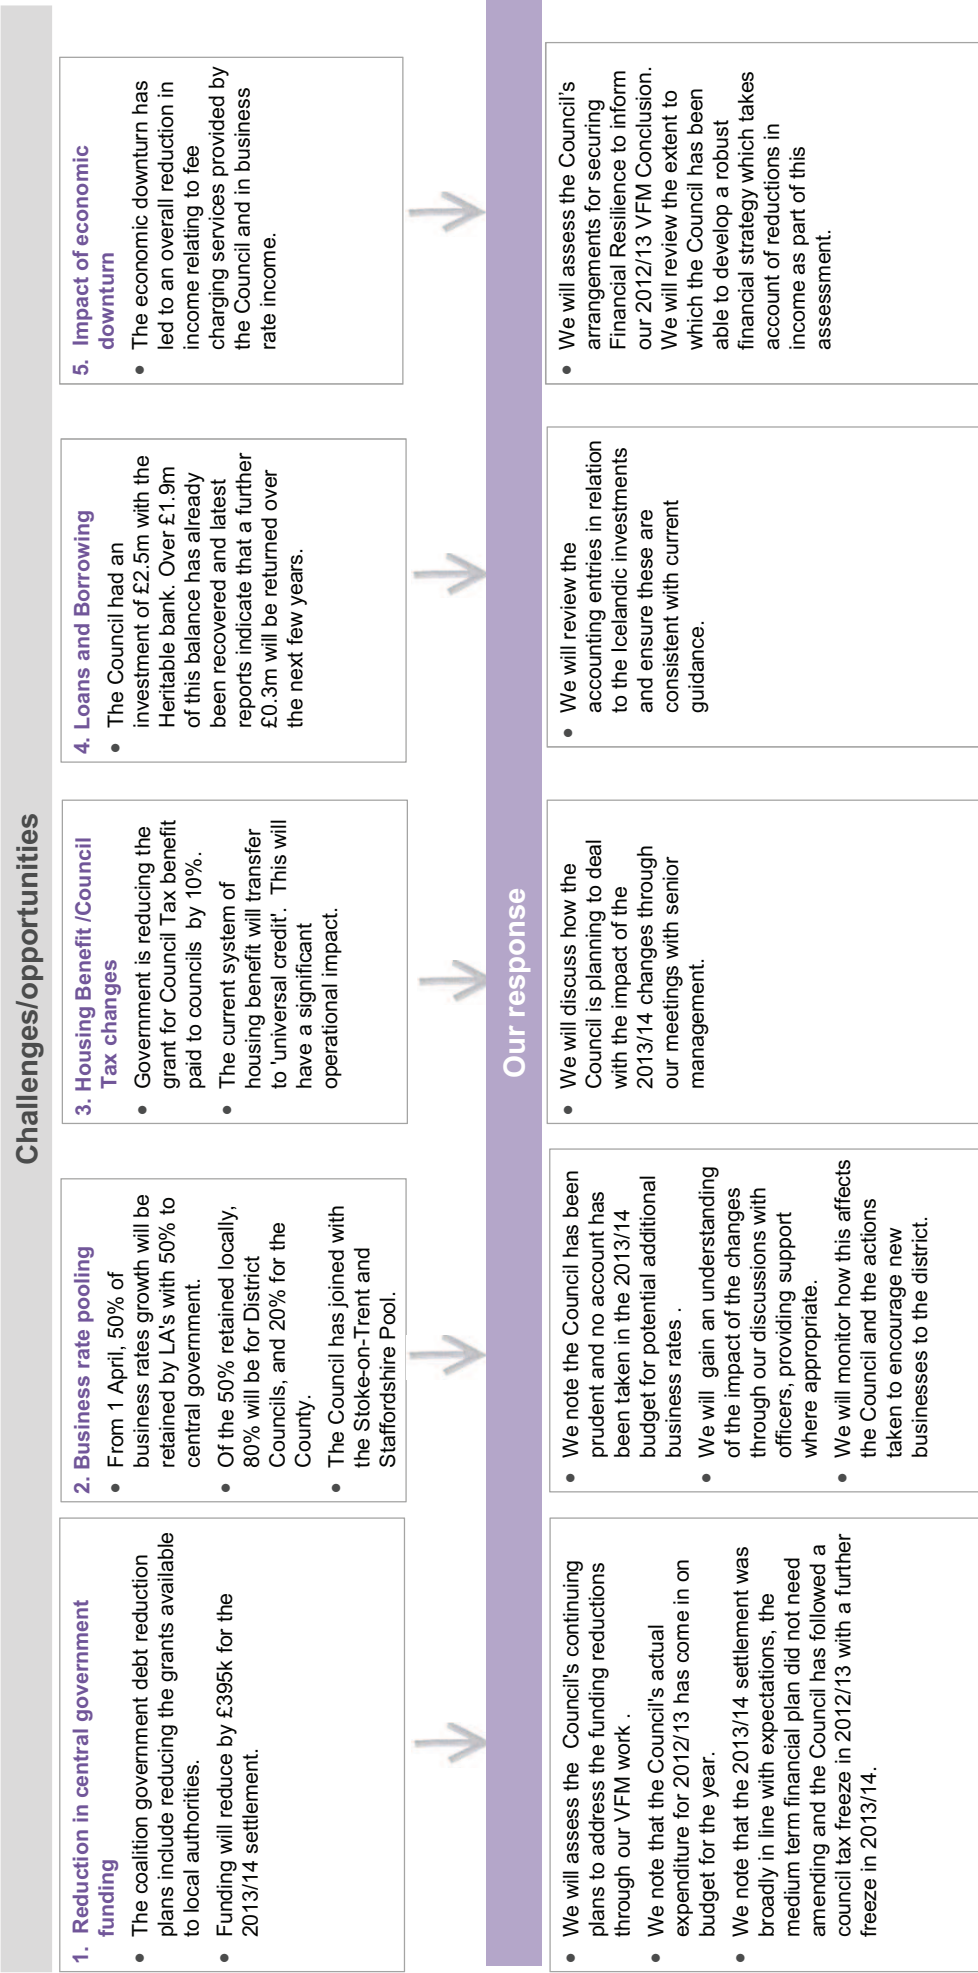 Challenges/opportunities
1. Reduction in central government
funding
• The coalition government debt reduction
plans include reducing the grants available
to local authorities.
• Funding will reduce by £395k for the
2013/14 settlement.
2. Business rate pooling
• From 1 April, 50% of
business rates growth will be
retained by LA's with 50% to
central government.
• Of the 50% retained locally,
80% will be for District
Councils, and 20% for the
County.
• The Council has joined with
the Stoke-on-Trent and
Staffordshire Pool.
3. Housing Benefit /Council
Tax changes
• Government is reducing the
grant for Council Tax benefit
paid to councils by 10%.
• The current system of
housing benefit will transfer
to 'universal credit'. This will
have a significant
operational impact.
4. Loans and Borrowing
• The Council had an
investment of £2.5m with the
Heritable bank. Over £1.9m
of this balance has already
been recovered and latest
reports indicate that a further
£0.3m will be returned over
the next few years.
5. Impact of economic
downturn
• The economic downturn has
led to an overall reduction in
income relating to fee
charging services provided by
the Council and in business
rate income.
Our response
• We will assess the Council's continuing
plans to address the funding reductions
through our VFM work .
• We note that the Council's actual
expenditure for 2012/13 has come in on
budget for the year.
• We note that the 2013/14 settlement was
broadly in line with expectations, the
medium term financial plan did not need
amending and the Council has followed a
council tax freeze in 2012/13 with a further
freeze in 2013/14.
• We note the Council has been
prudent and no account has
been taken in the 2013/14
budget for potential additional
business rates .
• We will gain an understanding
of the impact of the changes
through our discussions with
officers, providing support
where appropriate.
• We will monitor how this affects
the Council and the actions
taken to encourage new
businesses to the district.
• We will discuss how the
Council is planning to deal
with the impact of the
2013/14 changes through
our meetings with senior
management.
• We will review the
accounting entries in relation
to the Icelandic investments
and ensure these are
consistent with current
guidance.
• We will assess the Council's
arrangements for securing
Financial Resilience to inform
our 2012/13 VFM Conclusion.
We will review the extent to
which the Council has been
able to develop a robust
financial strategy which takes
account of reductions in
income as part of this
assessment.